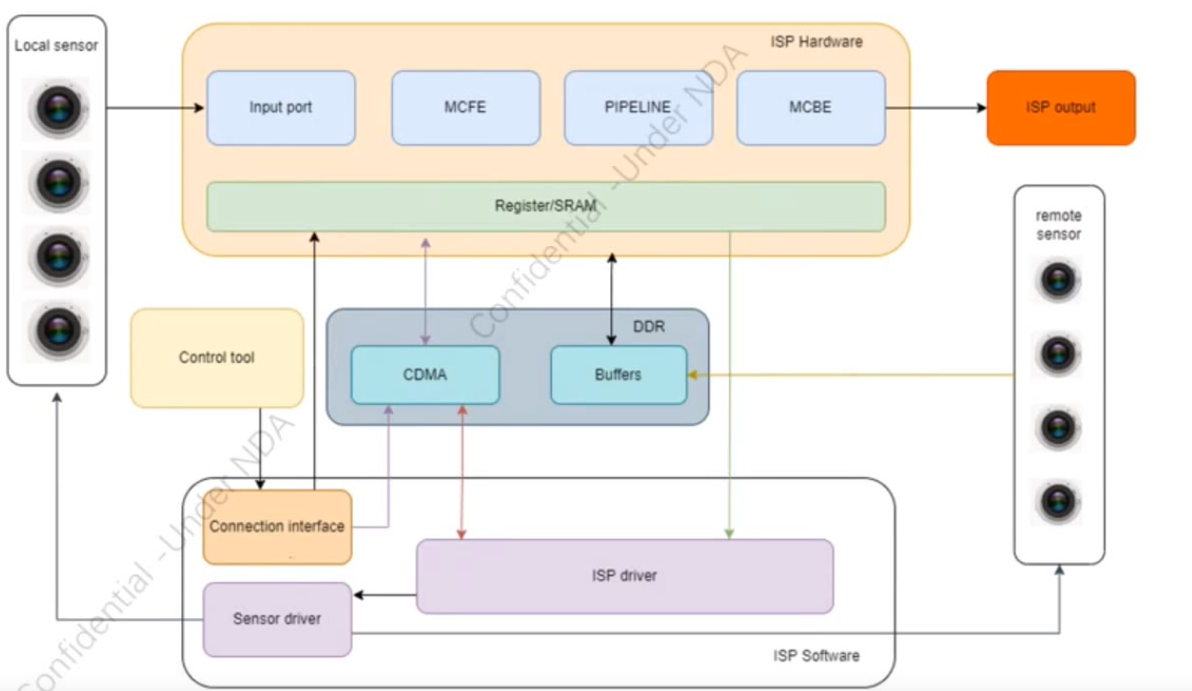 Local sensor
ISP Hardware
Input port
MCFE
PIPELINE
MCBE
ISP output
Register/SRAM
remote
sensor
Control tool
DDR
CDMA
Buffers
Connection interface
ISP driver
Sensor driver
ISP Software
Confidential -Under NDA
Confidential -Under NDA